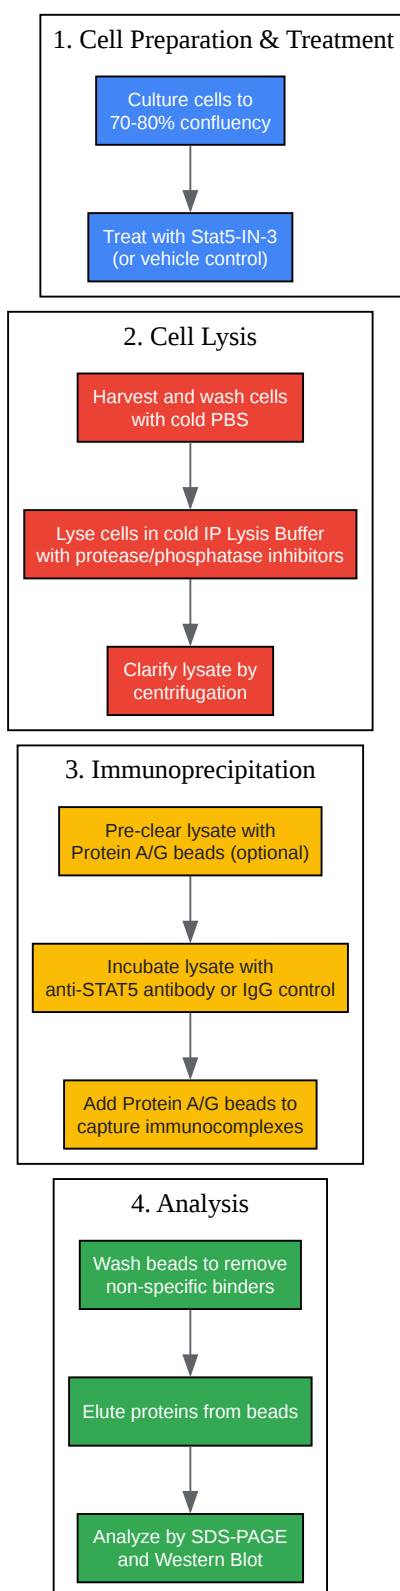 1. Cell Preparation & Treatment
Culture cells to
70-80% confluency
Treat with Stat5-IN-3
(or vehicle control)
2. Cell Lysis
Harvest and wash cells
with cold PBS
Lyse cells in cold IP Lysis Buffer
with protease/phosphatase inhibitors
Clarify lysate by
centrifugation
3. Immunoprecipitation
Pre-clear lysate with
Protein A/G beads (optional)
Incubate lysate with
anti-STAT5 antibody or IgG control
Add Protein A/G beads to
capture immunocomplexes
4. Analysis
Wash beads to remove
non-specific binders
Elute proteins from beads
Analyze by SDS-PAGE
and Western Blot